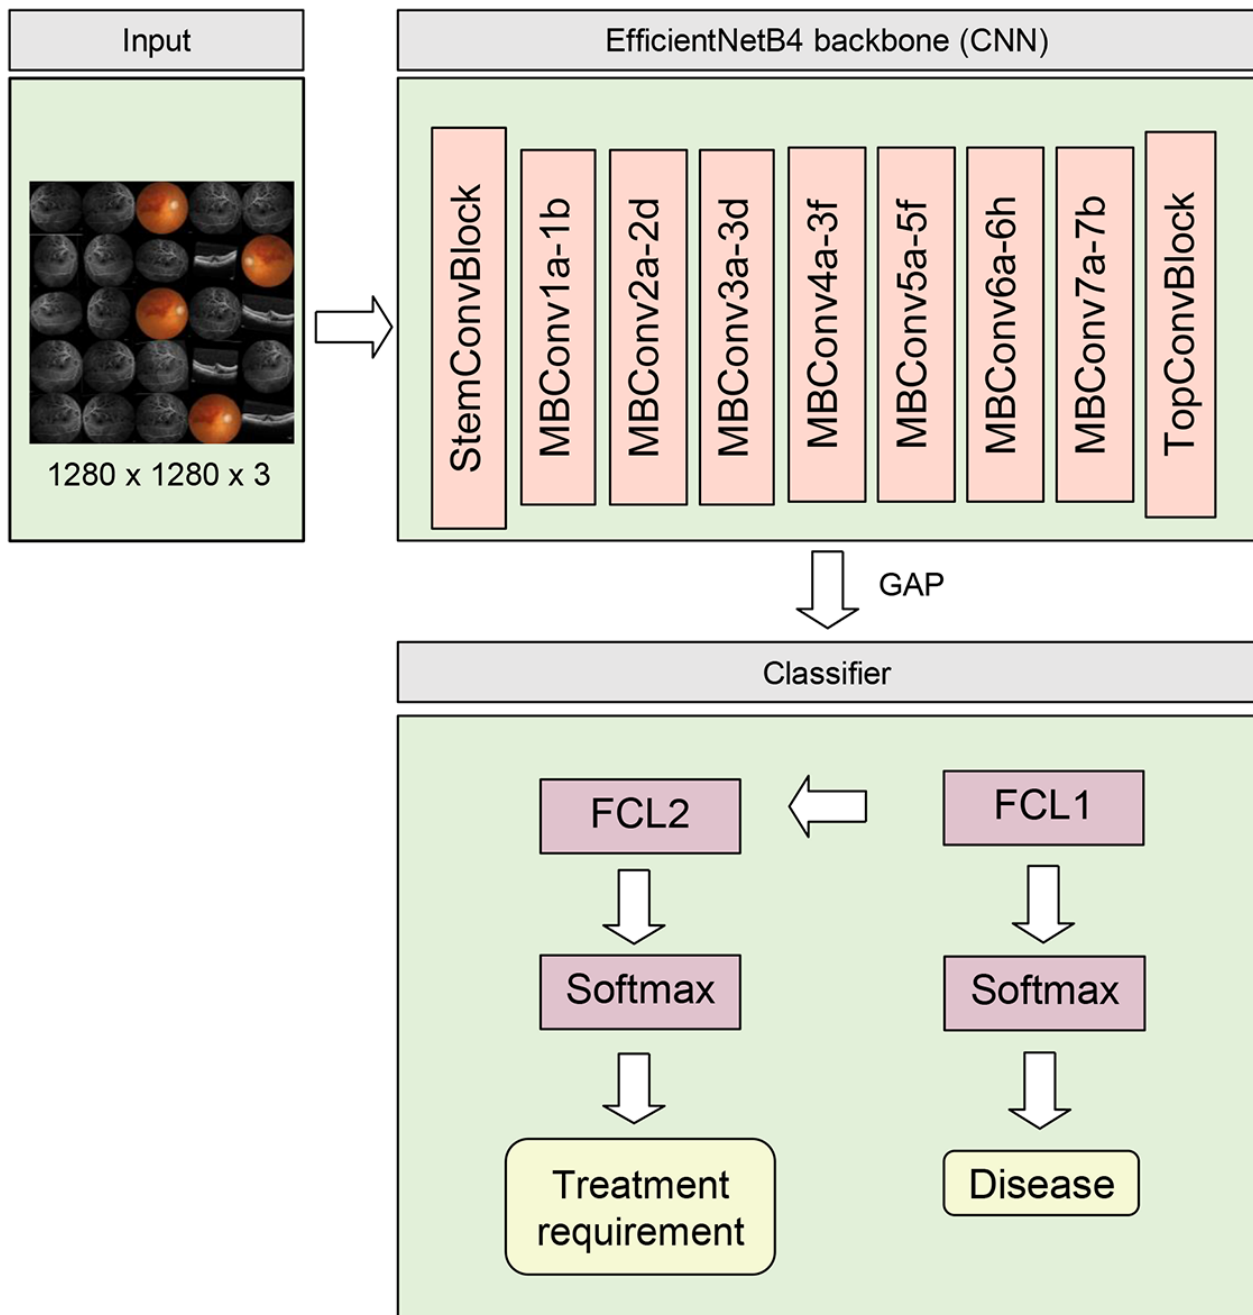 Input
EfficientNetB4 backbone (CNN)
StemConvBlock
MBConv1a-1b
MBConv2a-2d
MBConv3a-3d
MBConv4a-3f
MBConv5a-5f
MBConv6a-6h
MBConv7a-7b
TopConvBlock
1280 x 1280 x 3
GAP
Classifier
FCL2
FCL1
Softmax
Softmax
Treatment
requirement
Disease